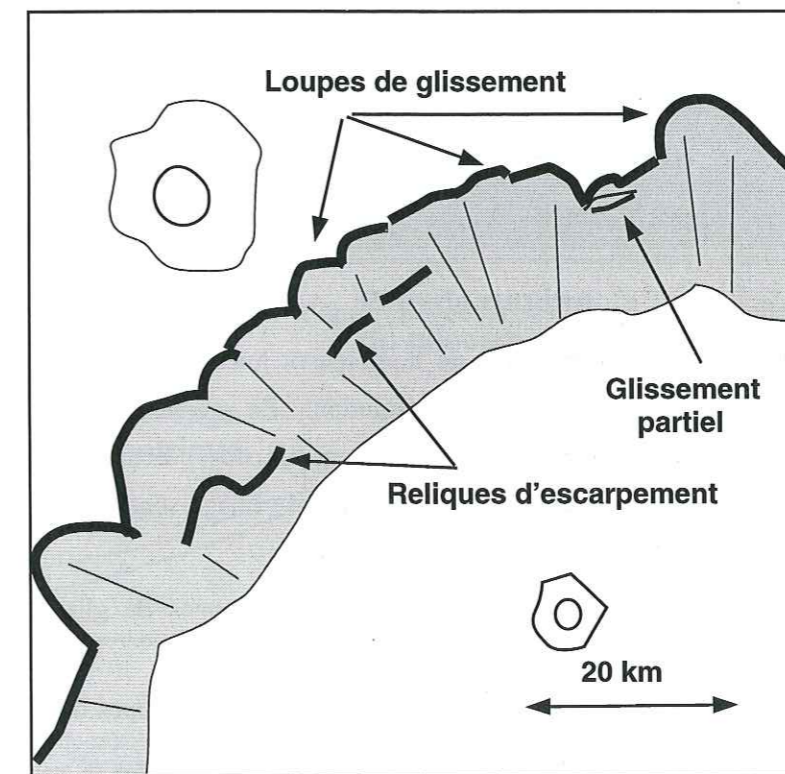 Loupes de glissement
Glissement
partiel
Reliques d'escarpement
20 km